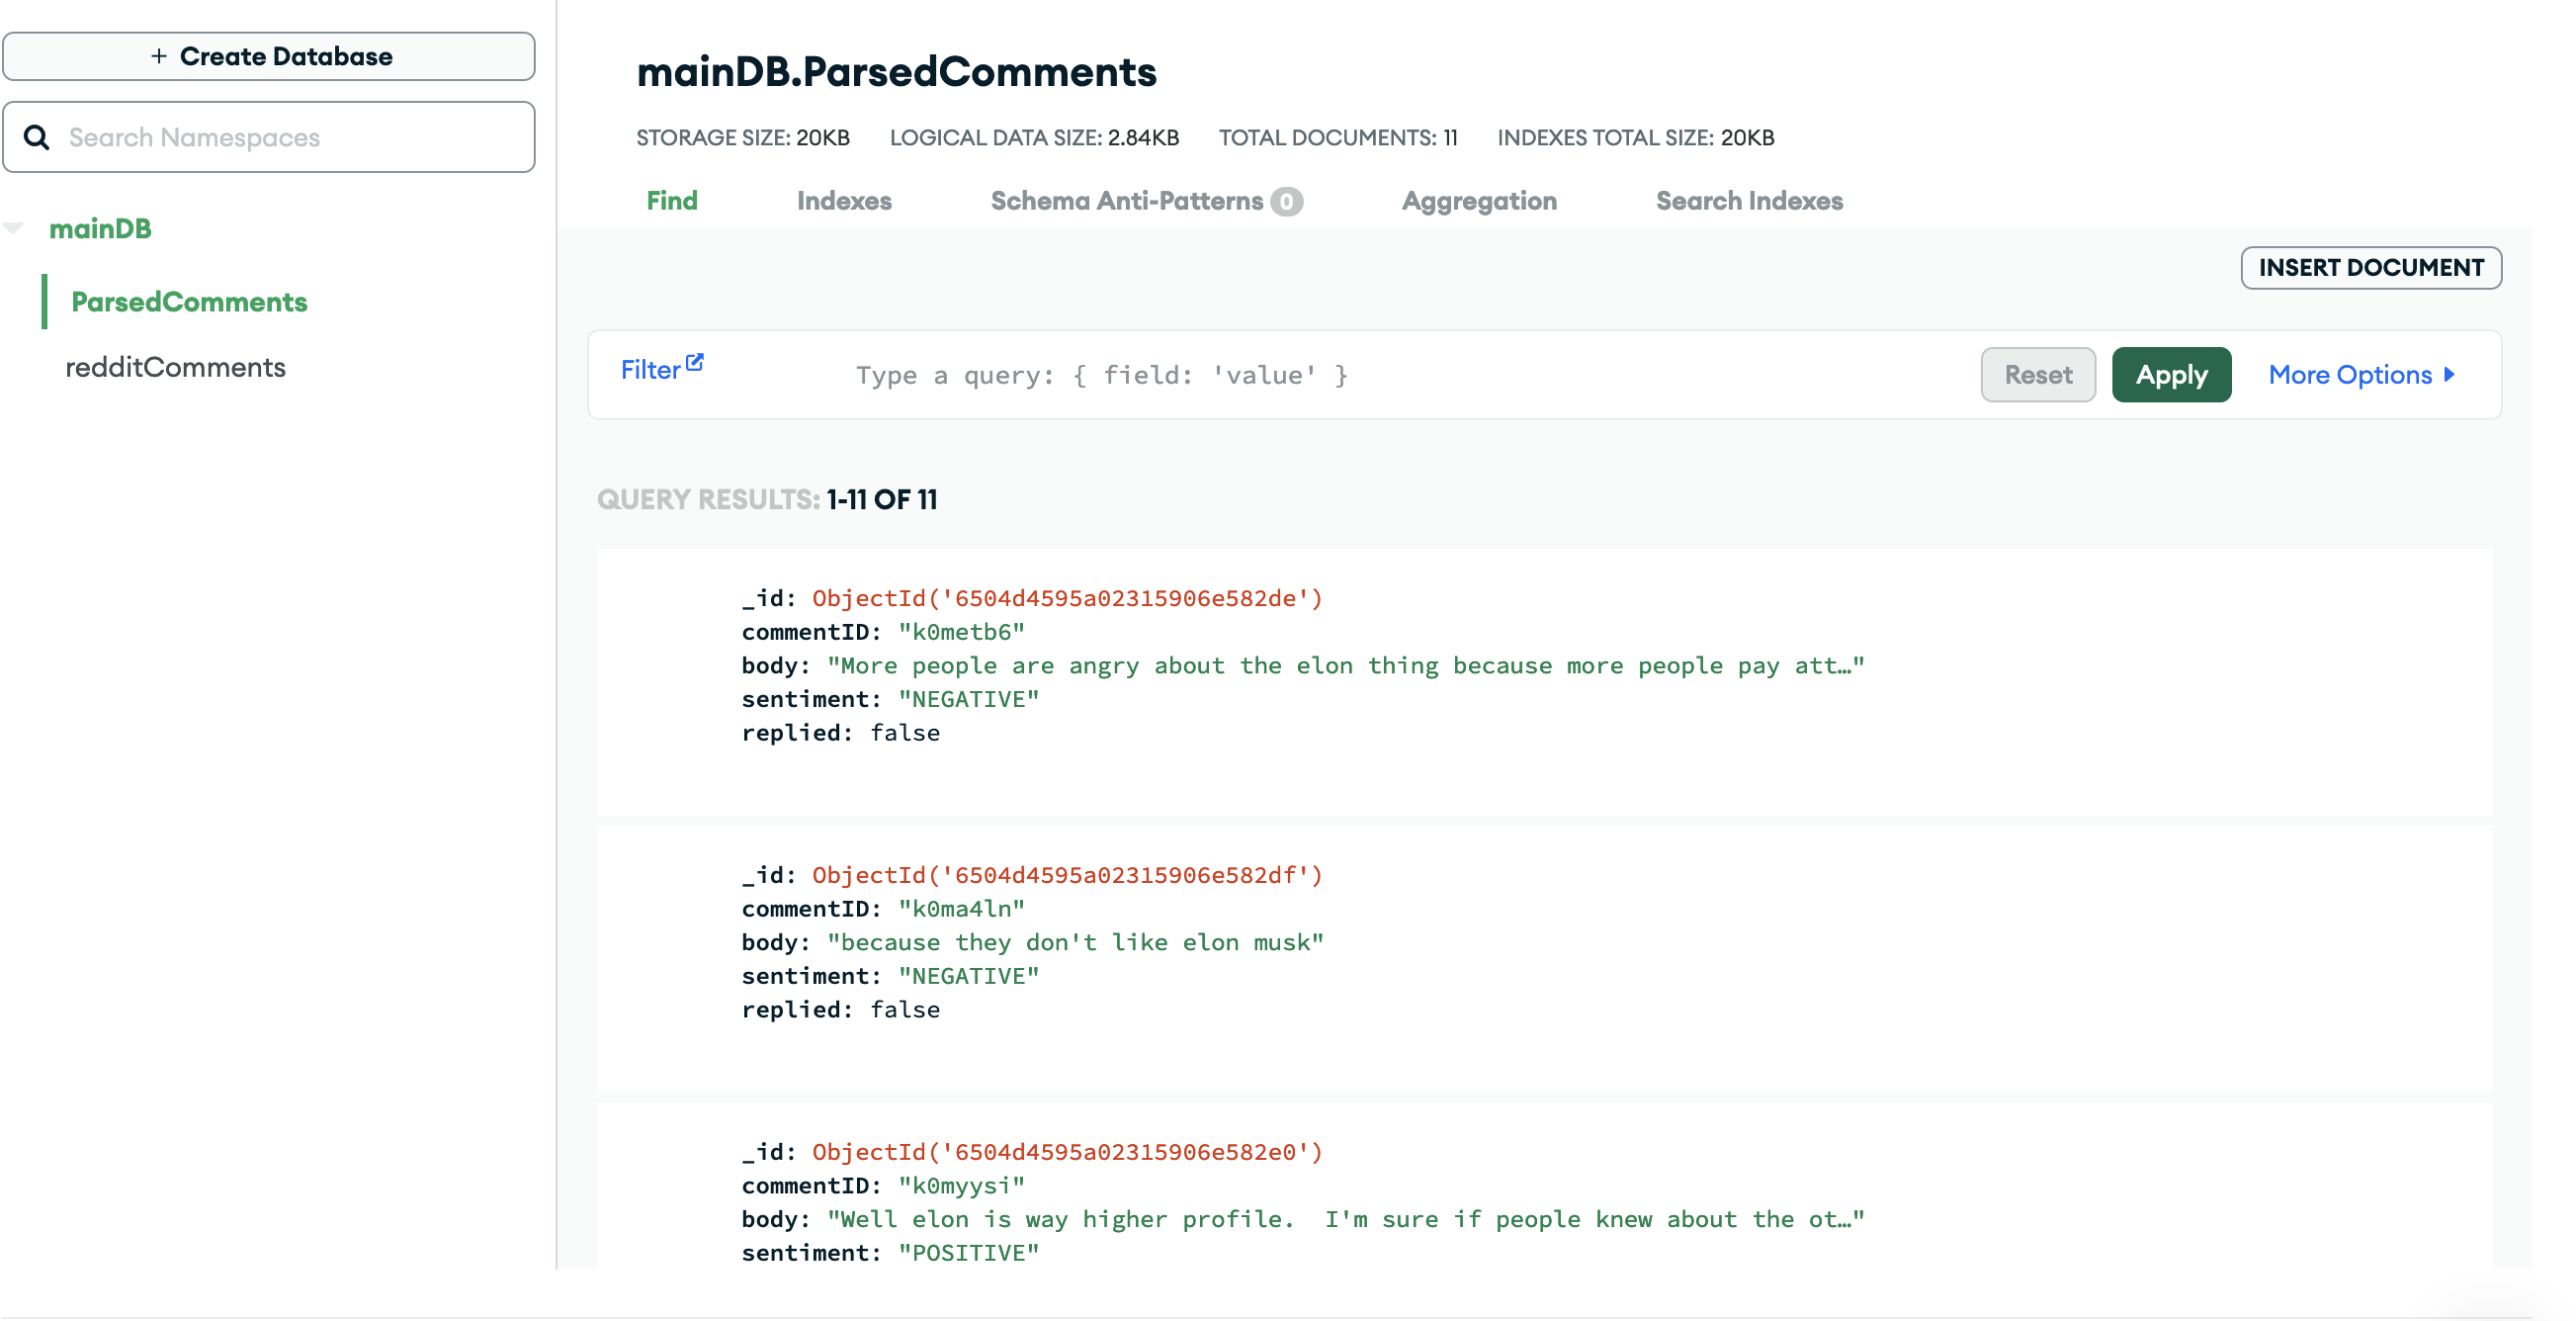 + Create Database
Search Namespaces
mainDB
ParsedComments
redditComments
mainDB.ParsedComments
STORAGE SIZE: 20KB LOGICAL DATA SIZE: 2.84KB TOTAL DOCUMENTS: 11 INDEXES TOTAL SIZE: 20KB
Find Indexes Schema Anti-Patterns 0 Aggregation Search Indexes
INSERT DOCUMENT
Filter Type a query: { field: 'value' } Reset Apply More Options
QUERY RESULTS: 1-11 OF 11
_id: ObjectId('6504d4595a02315906e582de')
commentID: "k0metb6"
body: "More people are angry about the elon thing because more people pay att…"
sentiment: "NEGATIVE"
replied: false
_id: ObjectId('6504d4595a02315906e582df')
commentID: "k0ma4ln"
body: "because they don't like elon musk"
sentiment: "NEGATIVE"
replied: false
_id: ObjectId('6504d4595a02315906e582e0')
commentID: "k0myysi"
body: "Well elon is way higher profile.  I'm sure if people knew about the ot…"
sentiment: "POSITIVE"